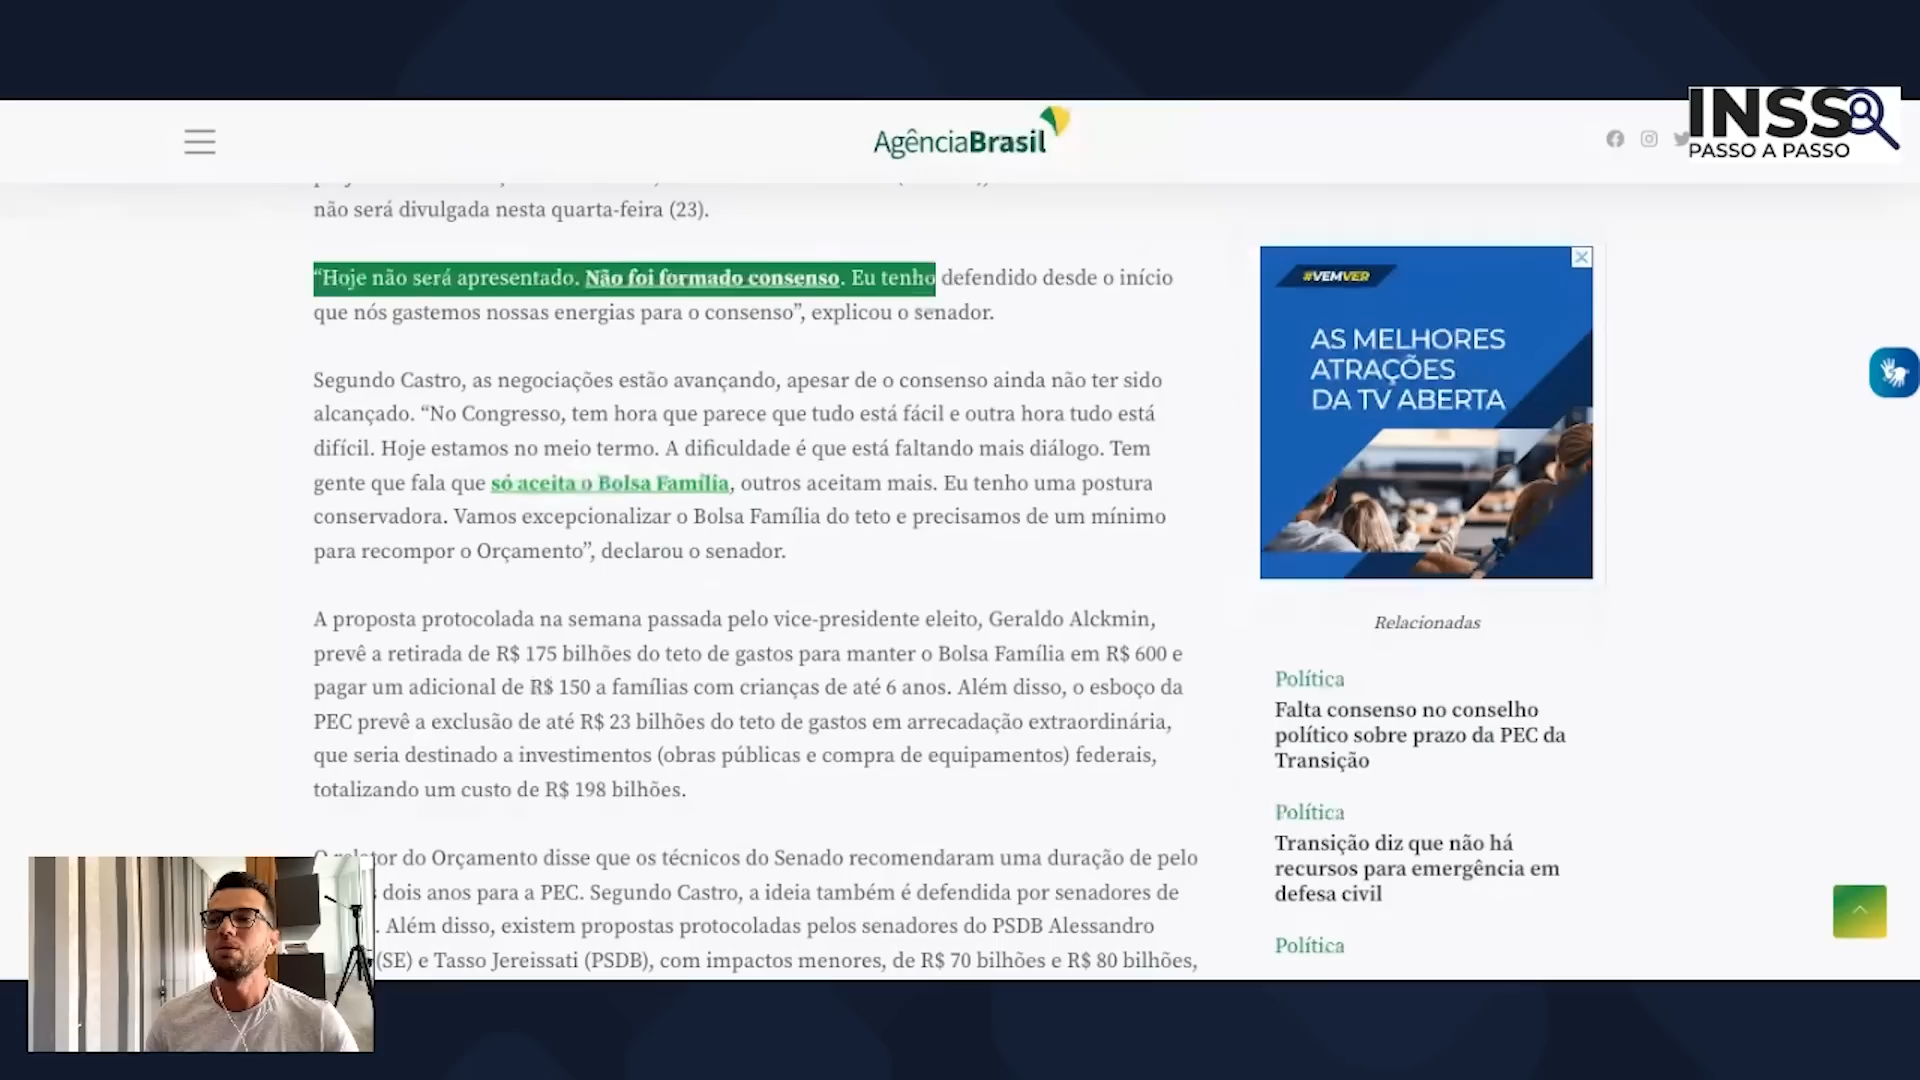 AgênciaBrasil
INSS
PASSO A PASSO
não será divulgada nesta quarta-feira (23).
“Hoje não será apresentado. Não foi formado consenso. Eu tenho defendido desde o início
que nós gastemos nossas energias para o consenso”, explicou o senador.
Segundo Castro, as negociações estão avançando, apesar de o consenso ainda não ter sido
alcançado. “No Congresso, tem hora que parece que tudo está fácil e outra hora tudo está
difícil. Hoje estamos no meio termo. A dificuldade é que está faltando mais diálogo. Tem
gente que fala que só aceita o Bolsa Família, outros aceitam mais. Eu tenho uma postura
conservadora. Vamos excepcionalizar o Bolsa Família do teto e precisamos de um mínimo
para recompor o Orçamento”, declarou o senador.
A proposta protocolada na semana passada pelo vice-presidente eleito, Geraldo Alckmin,
prevê a retirada de R$ 175 bilhões do teto de gastos para manter o Bolsa Família em R$ 600 e
pagar um adicional de R$ 150 a famílias com crianças de até 6 anos. Além disso, o esboço da
PEC prevê a exclusão de até R$ 23 bilhões do teto de gastos em arrecadação extraordinária,
que seria destinado a investimentos (obras públicas e compra de equipamentos) federais,
totalizando um custo de R$ 198 bilhões.
O relator do Orçamento disse que os técnicos do Senado recomendaram uma duração de pelo
dois anos para a PEC. Segundo Castro, a ideia também é defendida por senadores de
. Além disso, existem propostas protocoladas pelos senadores do PSDB Alessandro
(SE) e Tasso Jereissati (PSDB), com impactos menores, de R$ 70 bilhões e R$ 80 bilhões,
#VEMVER
AS MELHORES
ATRAÇÕES
DA TV ABERTA
Relacionadas
Política
Falta consenso no conselho
político sobre prazo da PEC da
Transição
Política
Transição diz que não há
recursos para emergência em
defesa civil
Política